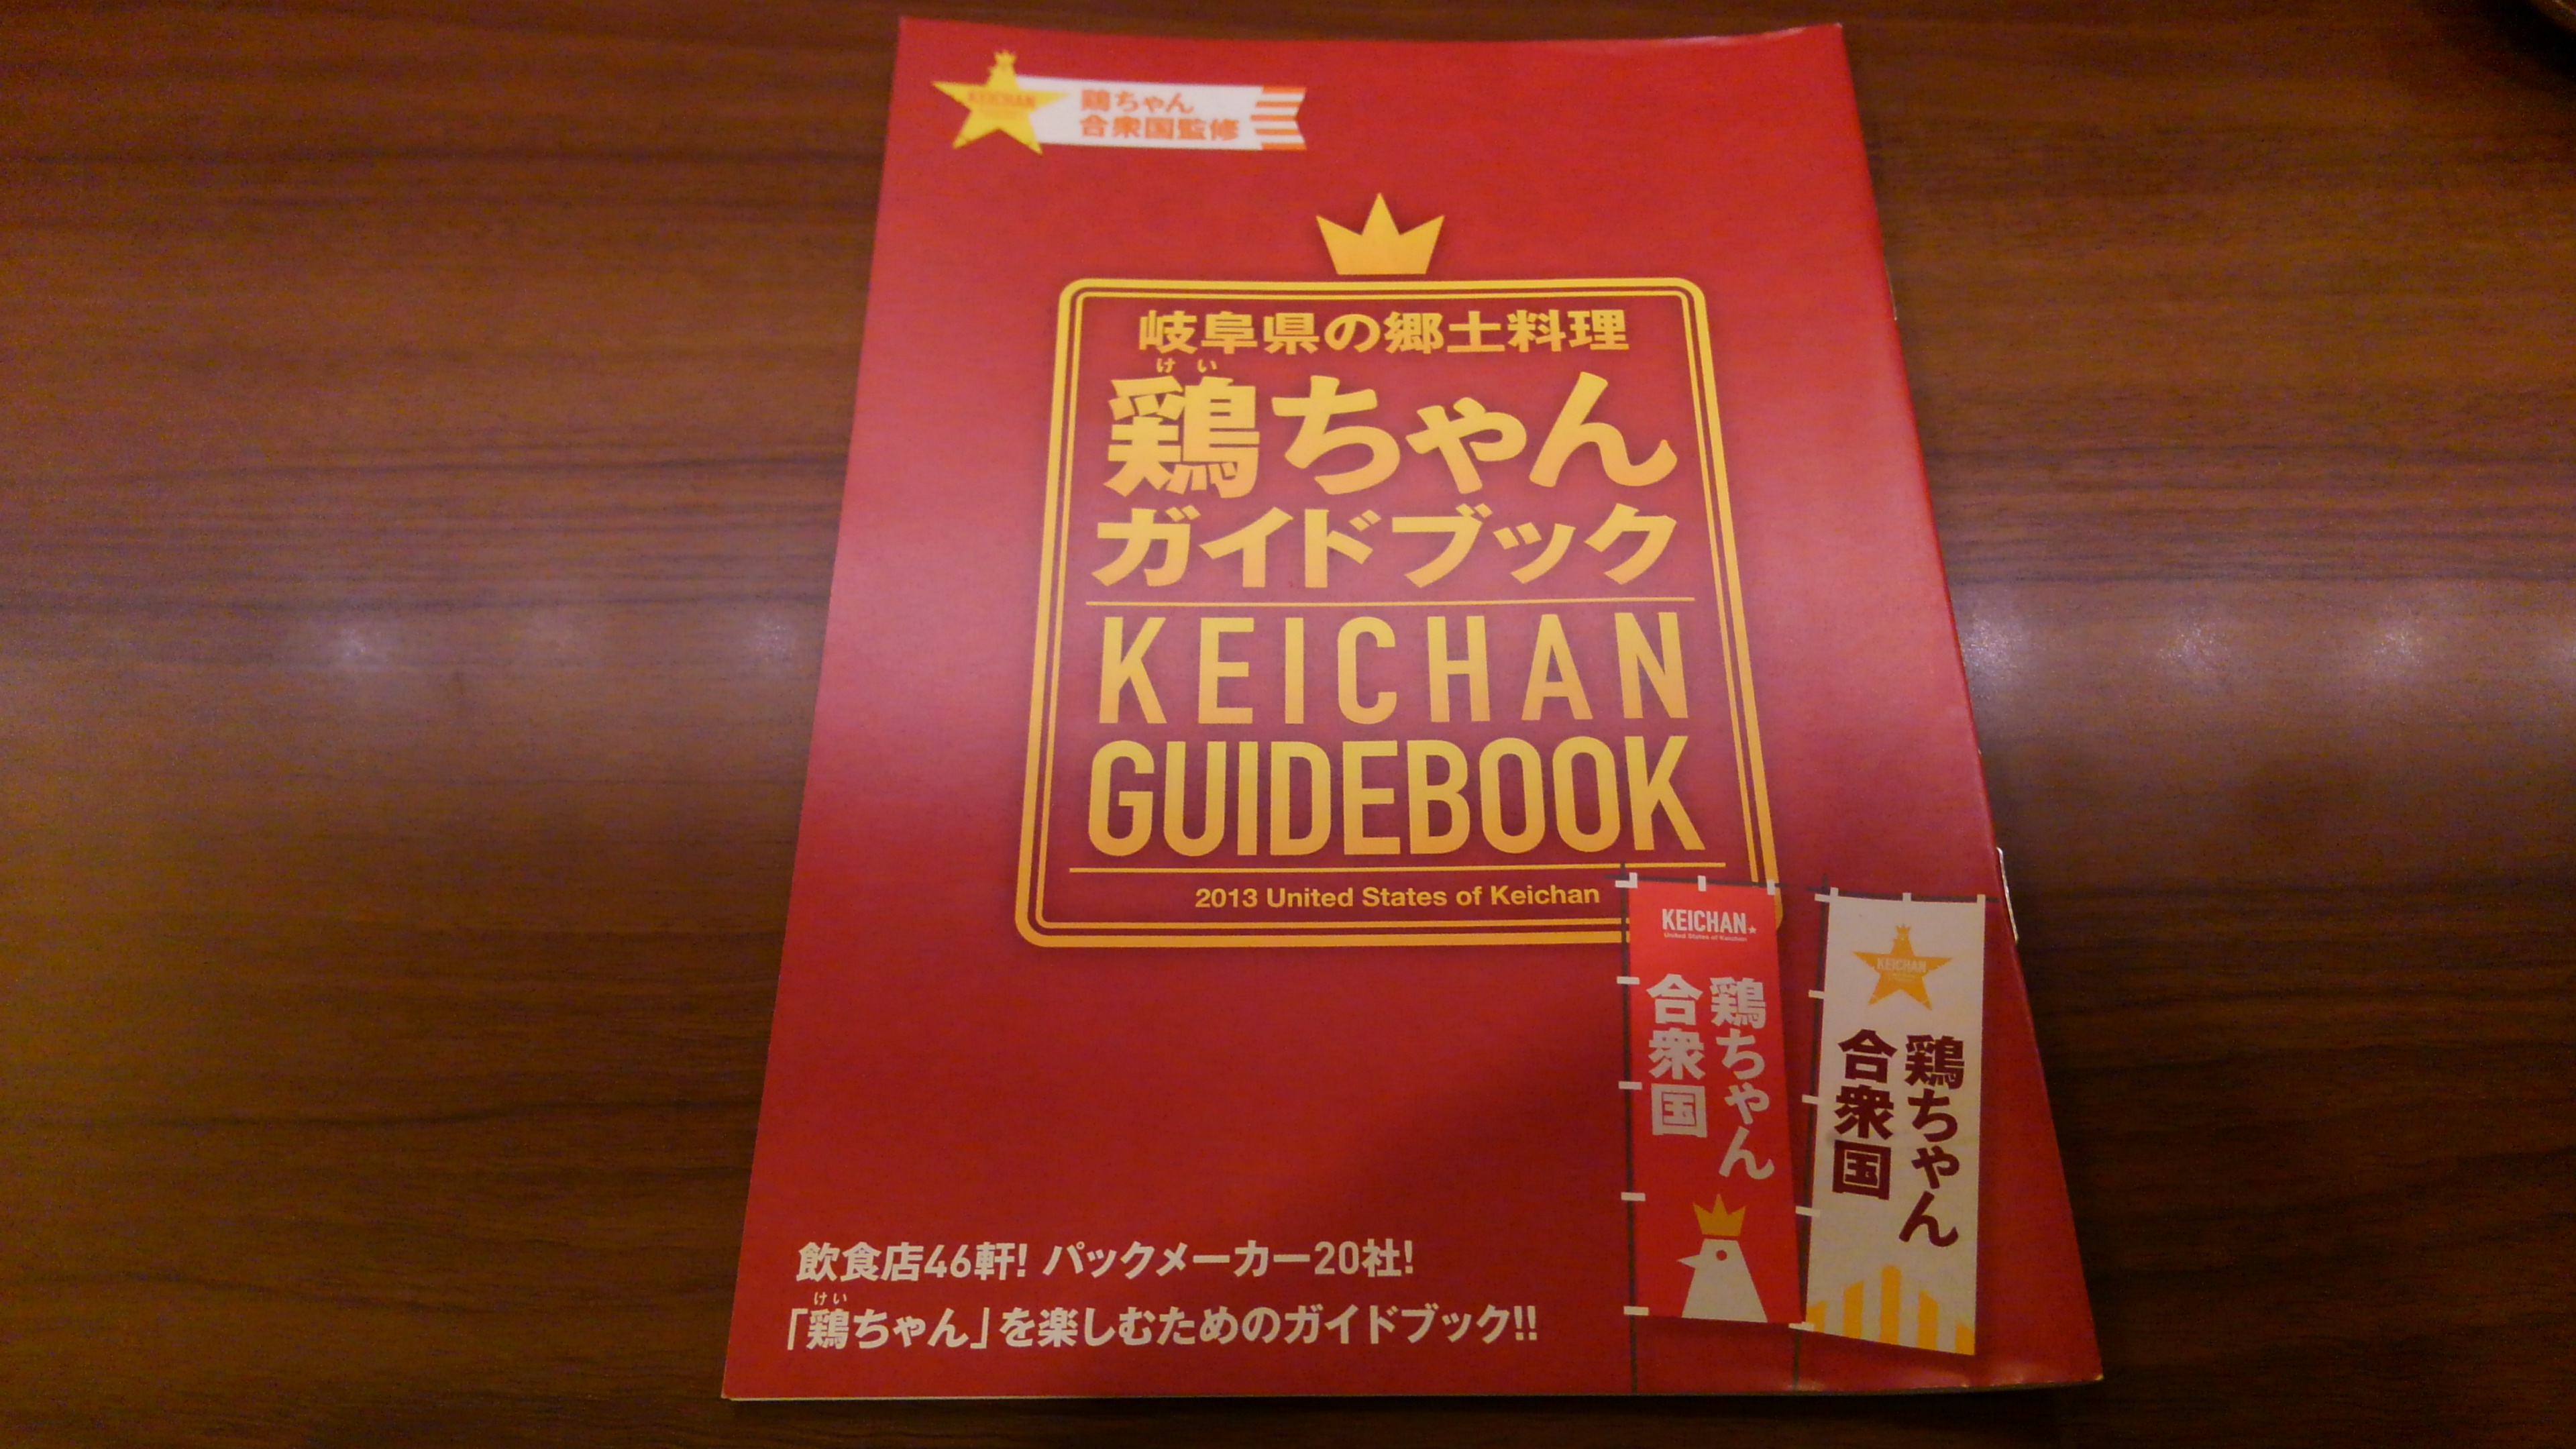 KEICHAN
鶏ちゃん
合衆国監修
岐阜県の郷土料理
けい
鶏ちゃん
ガイドブック
KEICHAN
GUIDEBOOK
2013 United States of Keichan
KEICHAN★
United States of Keichan
鶏ちゃん
合衆国
KEICHAN
鶏ちゃん
合衆国
飲食店46軒! パックメーカー20社!
けい
「鶏ちゃん」を楽しむためのガイドブック!!